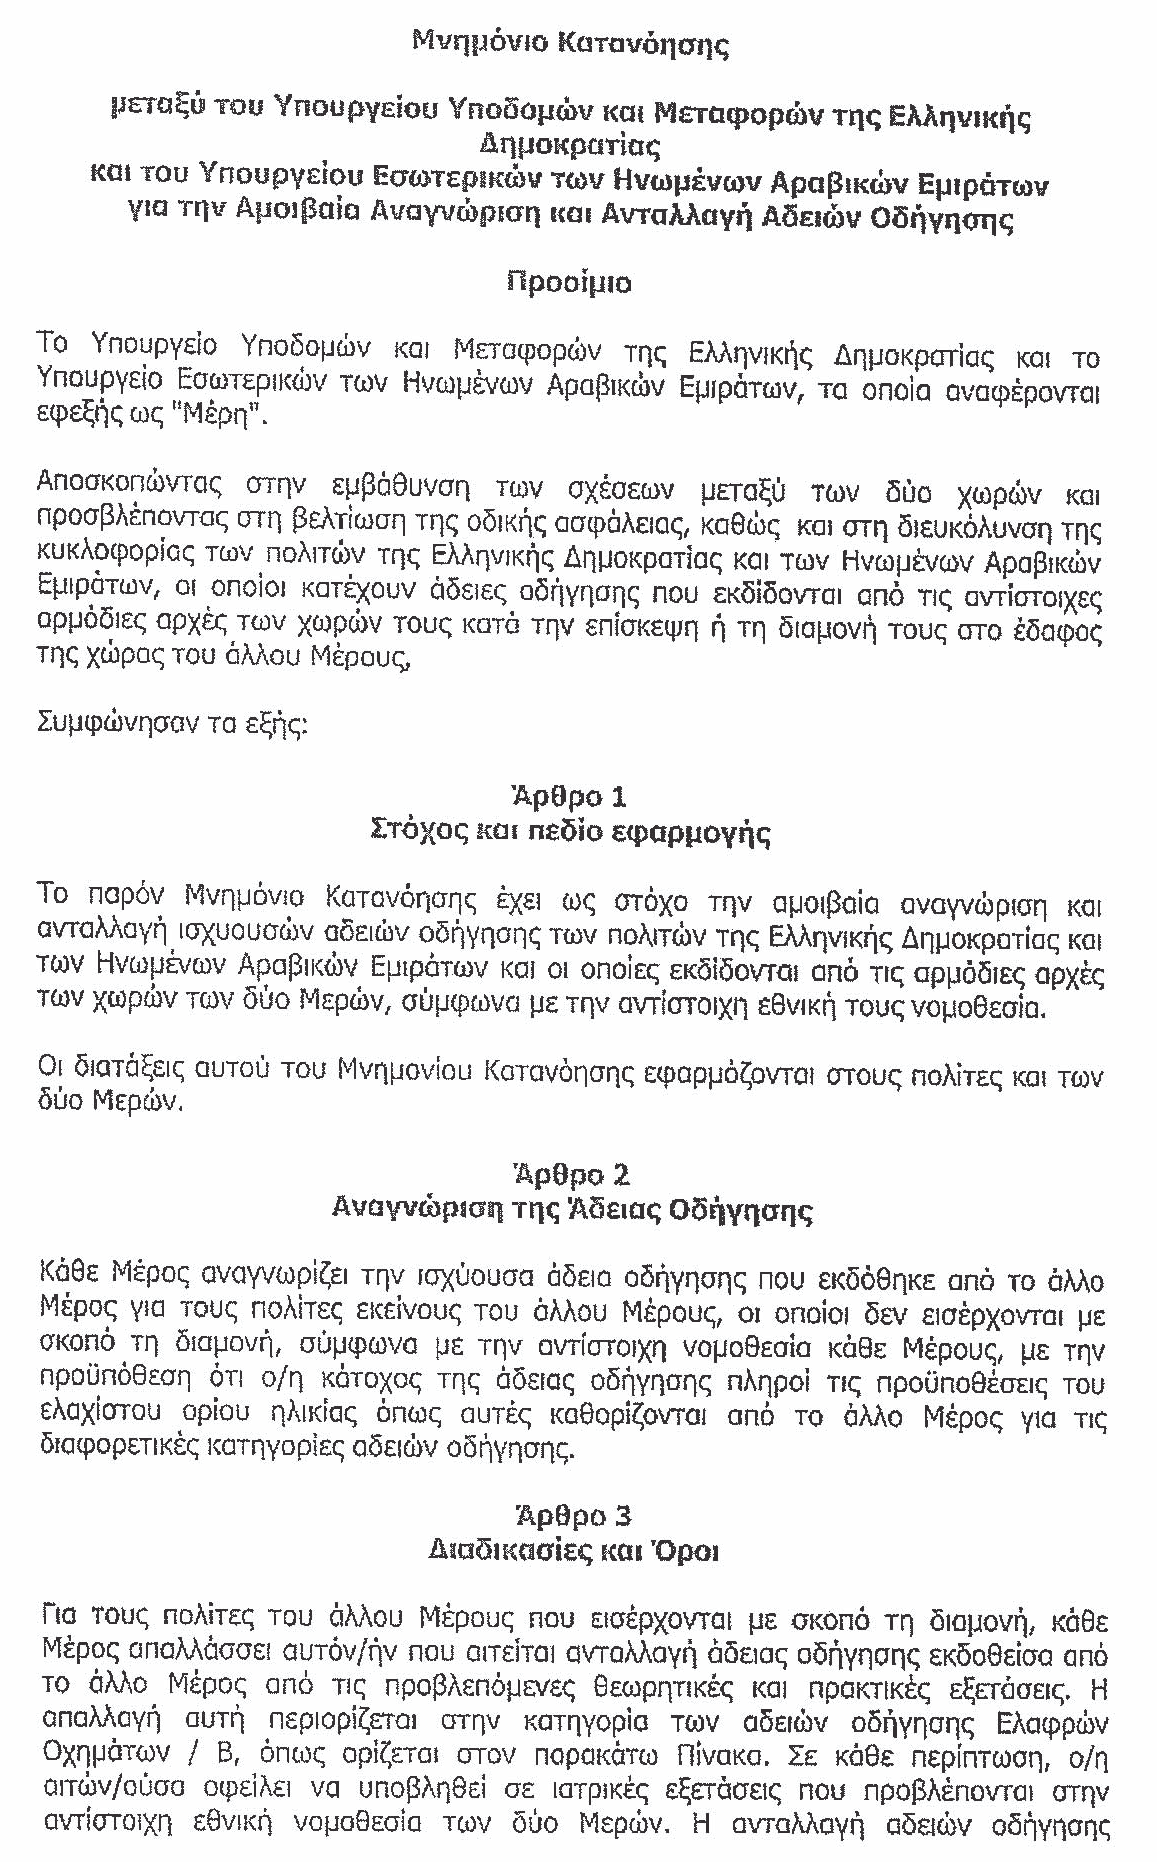 Μνημόνιο Κατανόησης
μεταξύ του Υπουργείου Υποδομών και Μεταφορών της Ελληνικής
Δημοκρατίας
και του Υπουργείου Εσωτερικών των Ηνωμένων Αραβικών Εμιράτων
για την Αμοιβαία Αναγνώριση και Ανταλλαγή Αδειών Οδήγησης
Προοίμιο
Το Υπουργείο Υποδομών και Μεταφορών της Ελληνικής Δημοκρατίας και το
Υπουργείο Εσωτερικών των Ηνωμένων Αραβικών Εμιράτων, τα οποία αναφέρονται
εφεξής ως "Μέρη".
Αποσκοπώντας στην εμβάθυνση των σχέσεων μεταξύ των δύο χωρών και
προσβλέποντας στη βελτίωση της οδικής ασφάλειας, καθώς και στη διευκόλυνση της
κυκλοφορίας των πολιτών της Ελληνικής Δημοκρατίας και των Ηνωμένων Αραβικών
Εμιράτων, οι οποίοι κατέχουν άδειες οδήγησης που εκδίδονται από τις αντίστοιχες
αρμόδιες αρχές των χωρών τους κατά την επίσκεψη ή τη διαμονή τους στο έδαφος
της χώρας του άλλου Μέρους,
Συμφώνησαν τα εξής:
Άρθρο 1
Στόχος και πεδίο εφαρμογής
Το παρόν Μνημόνιο Κατανόησης έχει ως στόχο την αμοιβαία αναγνώριση και
ανταλλαγή ισχυουσών αδειών οδήγησης των πολιτών της Ελληνικής Δημοκρατίας και
των Ηνωμένων Αραβικών Εμιράτων και οι οποίες εκδίδονται από τις αρμόδιες αρχές
των χωρών των δύο Μερών, σύμφωνα με την αντίστοιχη εθνική τους νομοθεσία.
Οι διατάξεις αυτού του Μνημονίου Κατανόησης εφαρμόζονται στους πολίτες και των
δύο Μερών.
Άρθρο 2
Αναγνώριση της Άδειας Οδήγησης
Κάθε Μέρος αναγνωρίζει την ισχύουσα άδεια οδήγησης που εκδόθηκε από το άλλο
Μέρος για τους πολίτες εκείνους του άλλου Μέρους, οι οποίοι δεν εισέρχονται με
σκοπό τη διαμονή, σύμφωνα με την αντίστοιχη νομοθεσία κάθε Μέρους, με την
προϋπόθεση ότι ο/η κάτοχος της άδειας οδήγησης πληροί τις προϋποθέσεις του
ελαχίστου ορίου ηλικίας όπως αυτές καθορίζονται από το άλλο Μέρος για τις
διαφορετικές κατηγορίες αδειών οδήγησης.
Άρθρο 3
Διαδικασίες και Όροι
Για τους πολίτες του άλλου Μέρους που εισέρχονται με σκοπό τη διαμονή, κάθε
Μέρος απαλλάσσει αυτόν/ήν που αιτείται ανταλλαγή άδειας οδήγησης εκδοθείσα από
το άλλο Μέρος από τις προβλεπόμενες θεωρητικές και πρακτικές εξετάσεις. Η
απαλλαγή αυτή περιορίζεται στην κατηγορία των αδειών οδήγησης Ελαφρών
Οχημάτων / Β, όπως ορίζεται στον παρακάτω Πίνακα. Σε κάθε περίπτωση, ο/η
αιτών/ούσα οφείλει να υποβληθεί σε ιατρικές εξετάσεις που προβλέπονται στην
αντίστοιχη εθνική νομοθεσία των δύο Μερών. Η ανταλλαγή αδειών οδήγησης